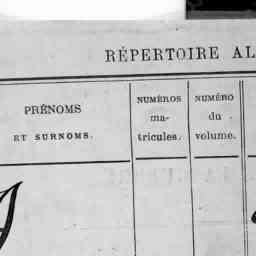 RÉPERTOIRE AL
PRÉNOMS
ET SURNOMS.
NUMÉROS
ma-
tricules.
NUMÉRO
du
volume.